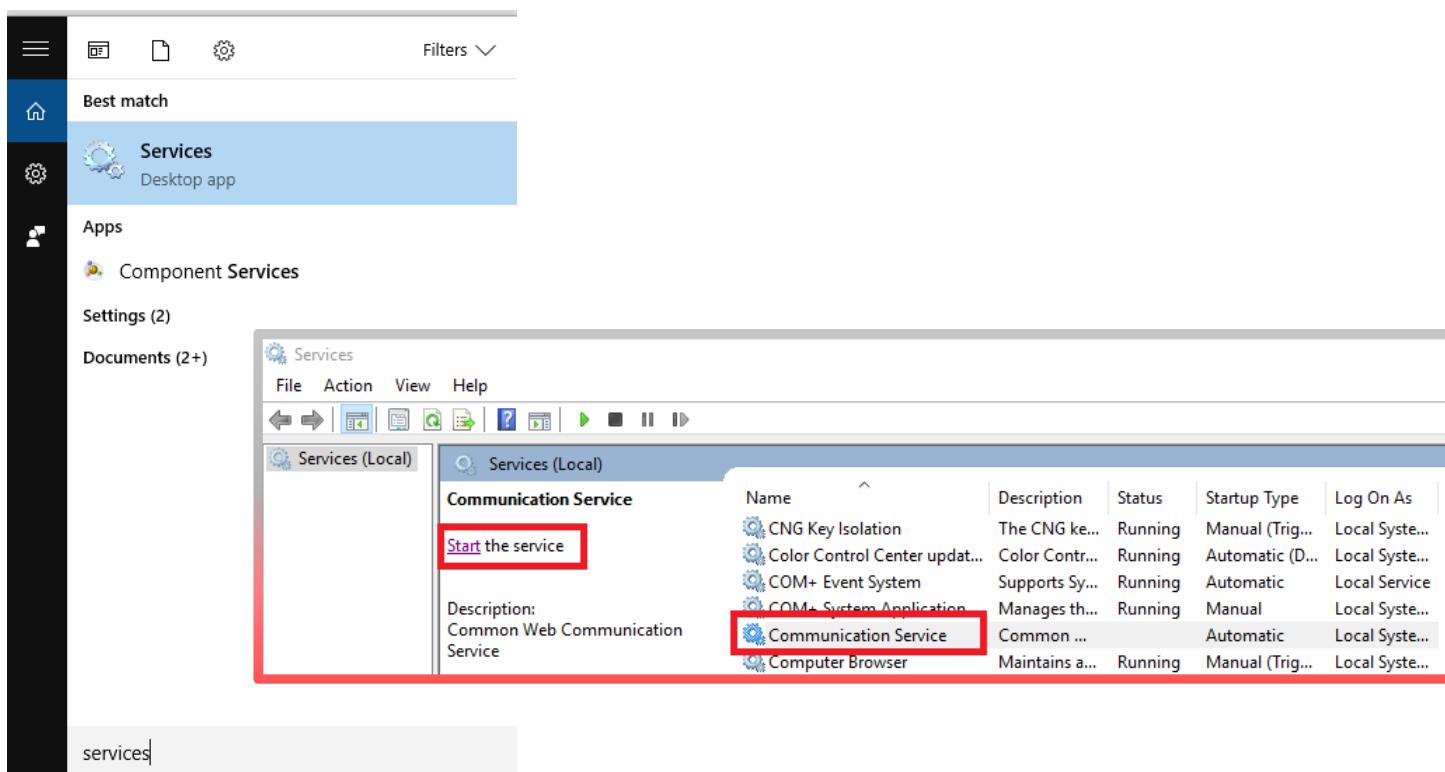 Filters
Best match
Services
Desktop app
Apps
Component Services
Settings (2)
Documents (2+)
services
Services
File Action View Help
Services (Local)
Services (Local)
Communication Service
Start the service
Description:
Common Web Communication
Service
Name Description Status Startup Type Log On As
CNG Key Isolation The CNG ke... Running Manual (Trig... Local Syste...
Color Control Center updat... Color Contr... Running Automatic (D... Local Syste...
COM+ Event System Supports Sy... Running Automatic Local Service
COM+ System Application Manages th... Running Manual Local Syste...
Communication Service Common ... Automatic Local Syste...
Computer Browser Maintains a... Running Manual (Trig... Local Syste...